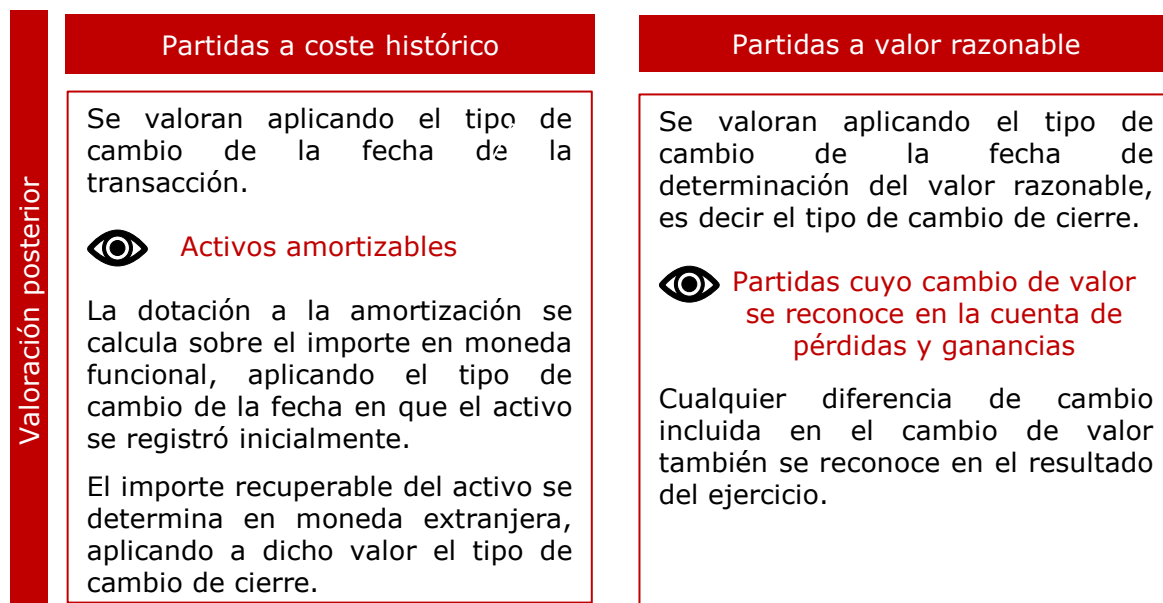 Valoración posterior
Partidas a coste histórico
Se valoran aplicando el tipo de
cambio de la fecha de la
transacción.
Activos amortizables
La dotación a la amortización se
calcula sobre el importe en moneda
funcional, aplicando el tipo de
cambio de la fecha en que el activo
se registró inicialmente.
El importe recuperable del activo se
determina en moneda extranjera,
aplicando a dicho valor el tipo de
cambio de cierre.
Partidas a valor razonable
Se valoran aplicando el tipo de
cambio de la fecha de
determinación del valor razonable,
es decir el tipo de cambio de cierre.
Partidas cuyo cambio de valor
se reconoce en la cuenta de
pérdidas y ganancias
Cualquier diferencia de cambio
incluida en el cambio de valor
también se reconoce en el resultado
del ejercicio.